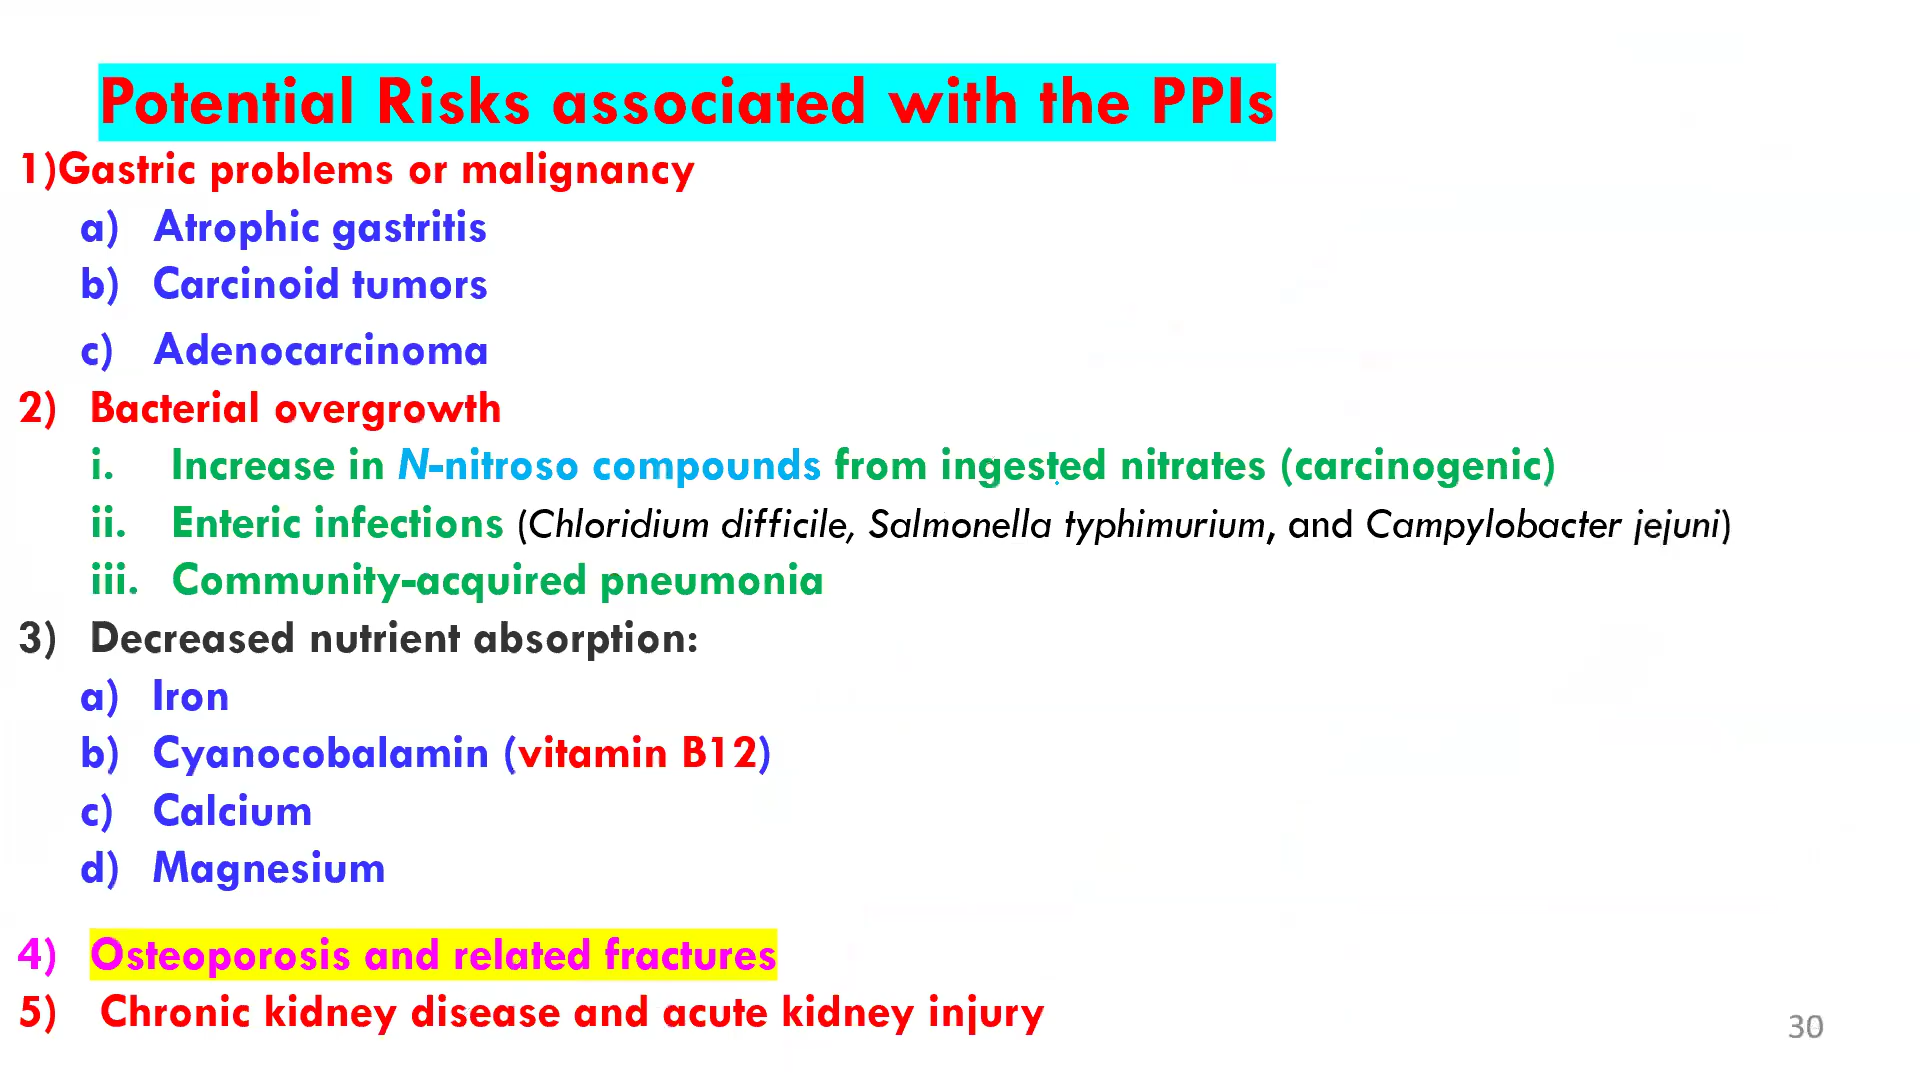 Potential Risks associated with the PPIs
1)Gastric problems or malignancy
a) Atrophic gastritis
b) Carcinoid tumors
c) Adenocarcinoma
2) Bacterial overgrowth
i. Increase in N-nitroso compounds from ingested nitrates (carcinogenic)
ii. Enteric infections (Chloridium difficile, Salmonella typhimurium, and Campylobacter jejuni)
iii. Community-acquired pneumonia
3) Decreased nutrient absorption:
a) Iron
b) Cyanocobalamin (vitamin B12)
c) Calcium
d) Magnesium
4) Osteoporosis and related fractures
5) Chronic kidney disease and acute kidney injury
30